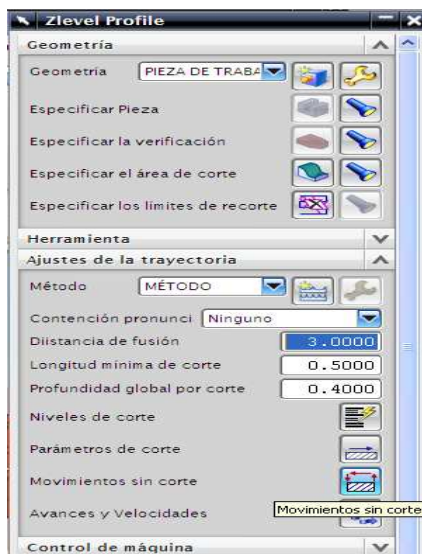 Zlevel Profile
Geometría
Geometría PIEZA DE TRABA
Especificar Pieza
Especificar la verificación
Especificar el área de corte
Especificar los límites de recorte
Herramienta
Ajustes de la trayectoria
Método MÉTODO
Contención pronunci Ninguno
Diistancia de fusión 3.0000
Longitud mínima de corte 0.5000
Profundidad global por corte 0.4000
Niveles de corte
Parámetros de corte
Movimientos sin corte
Avances y Velocidades Movimientos sin corte
Control de máquina